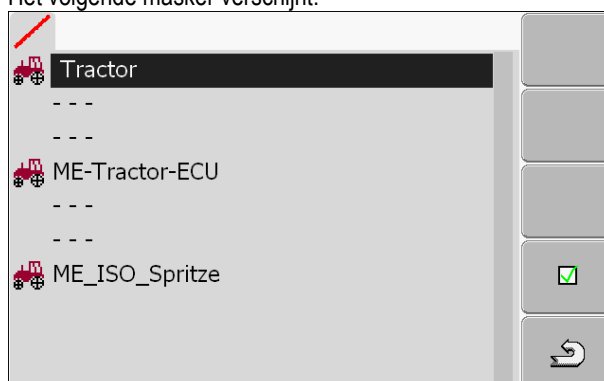 Het volgende masker verschijnt:
Tractor
- - -
- - -
ME-Tractor-ECU
- - -
- - -
ME_ISO_Spritze